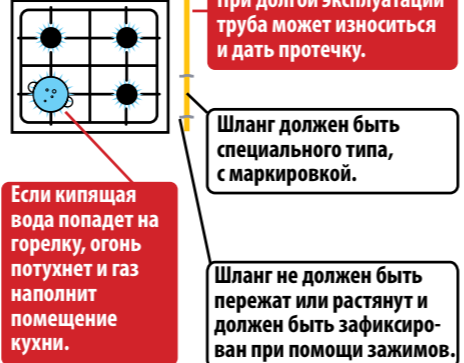 При долгой эксплуатации
труба может износиться
и дать протечку.
Шланг должен быть
специального типа,
с маркировкой.
Если кипящая
вода попадет на
горелку, огонь
потухнет и газ
наполнит
помещение
кухни.
Шланг не должен быть
пережат или растянут и
должен быть зафиксиро-
ван при помощи зажимов.